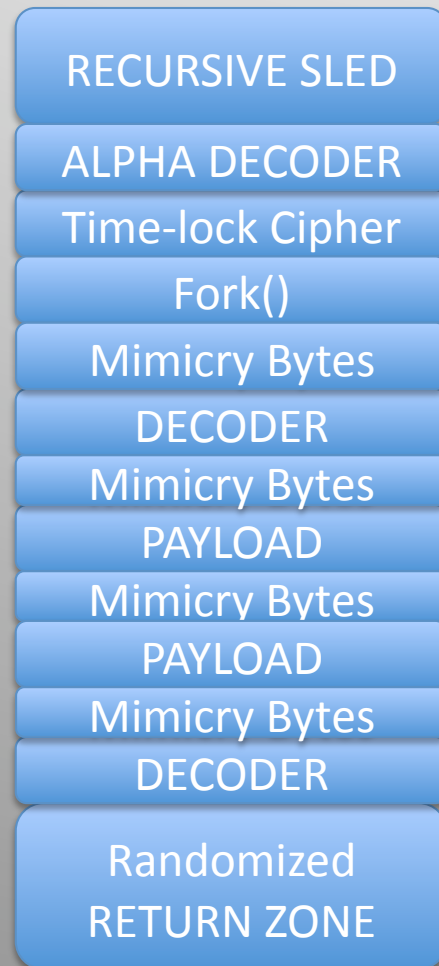 RECURSIVE SLED
ALPHA DECODER
Time-lock Cipher
Fork()
Mimicry Bytes
DECODER
Mimicry Bytes
PAYLOAD
Mimicry Bytes
PAYLOAD
Mimicry Bytes
DECODER
Randomized
RETURN ZONE